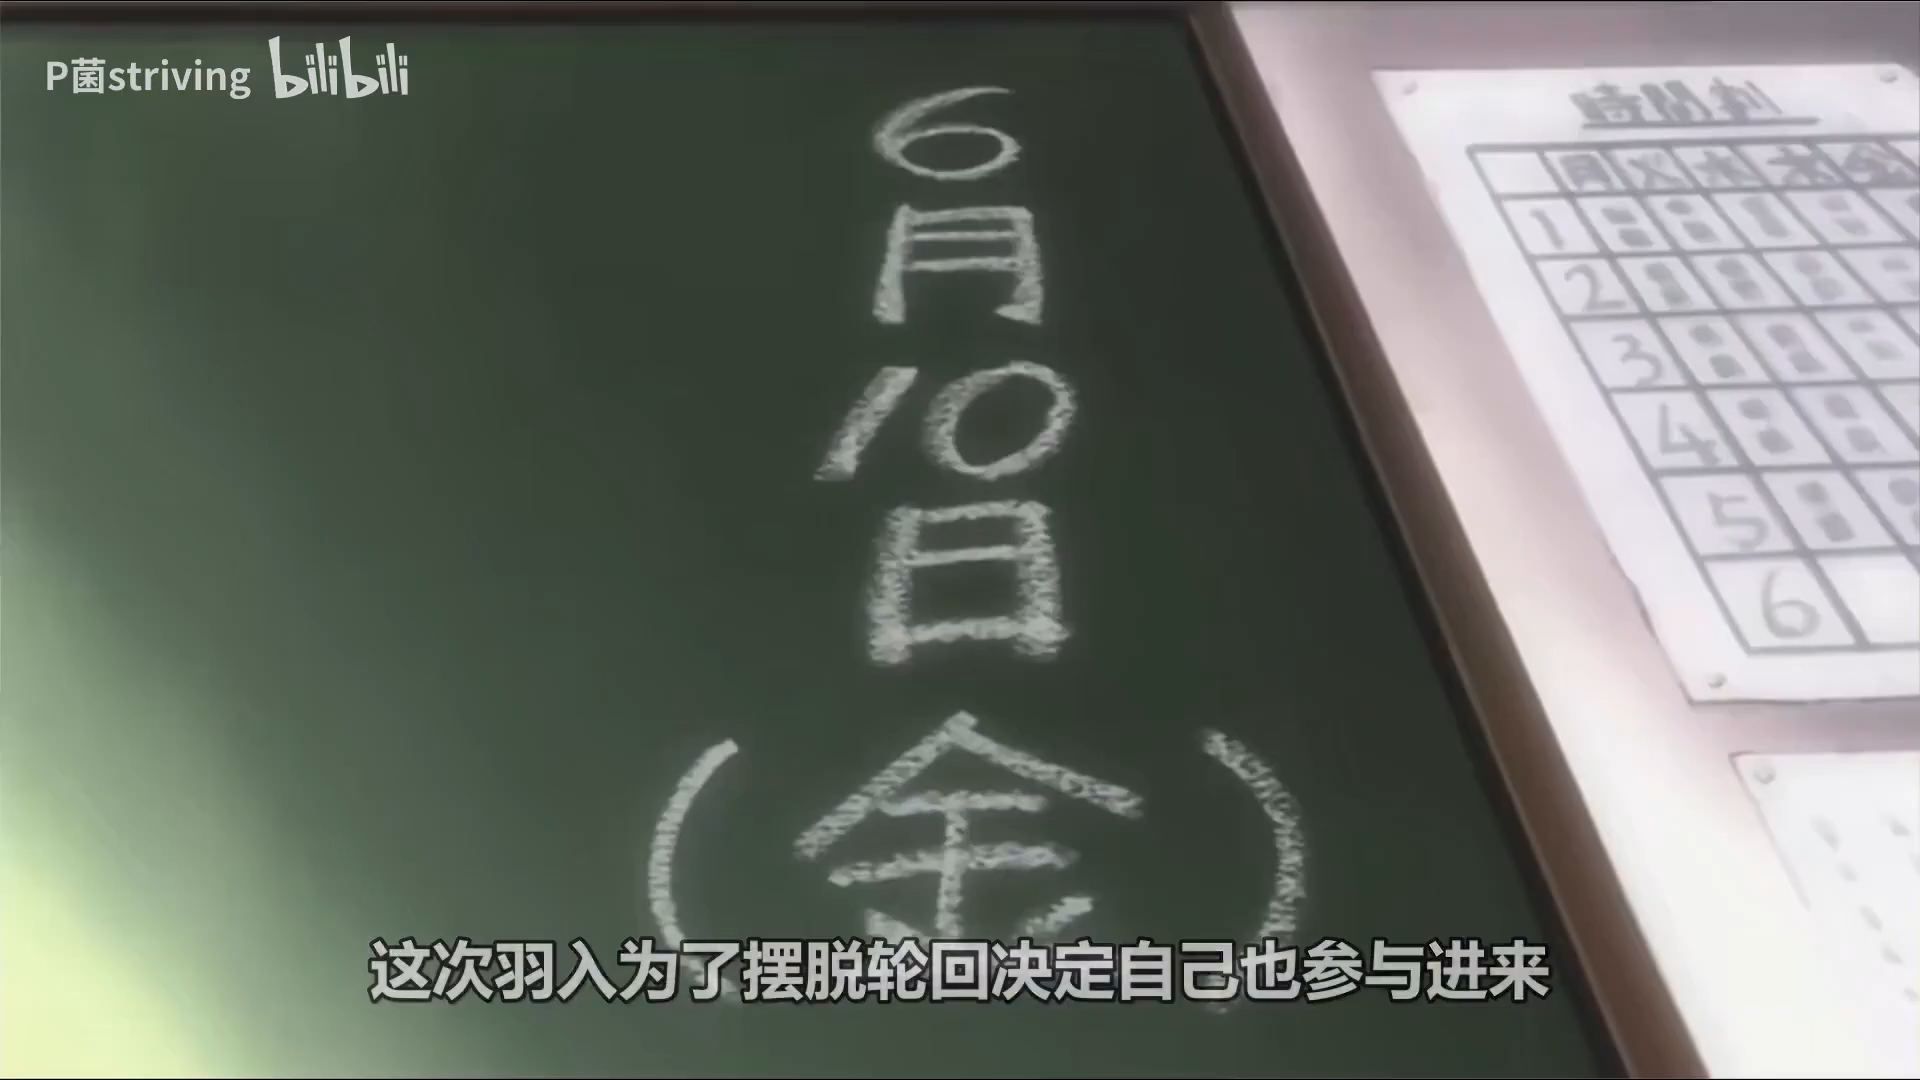 P菌striving bilibili
6
月
10
日
(金)
時間割
月 火 水 木 金
1
2
3
4
5
6
这次羽入为了摆脱轮回决定自己也参与进来